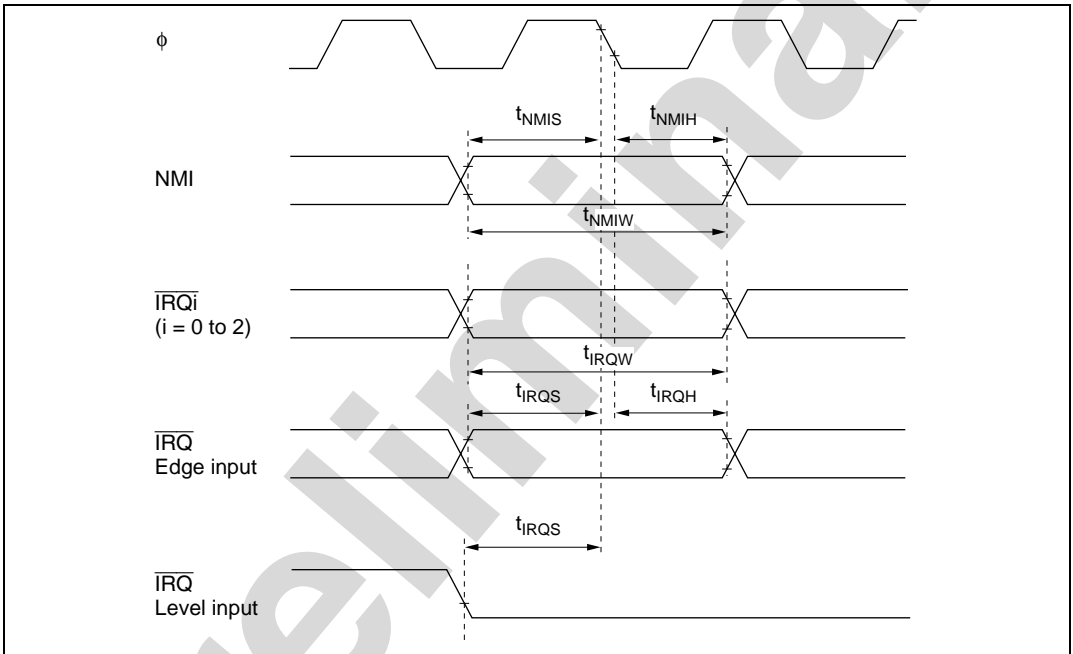 ϕ
tNMIS
tNMIH
NMI
tNMIW
IRQi
(i = 0 to 2)
tIRQW
tIRQS
tIRQH
IRQ
Edge input
tIRQS
IRQ
Level input